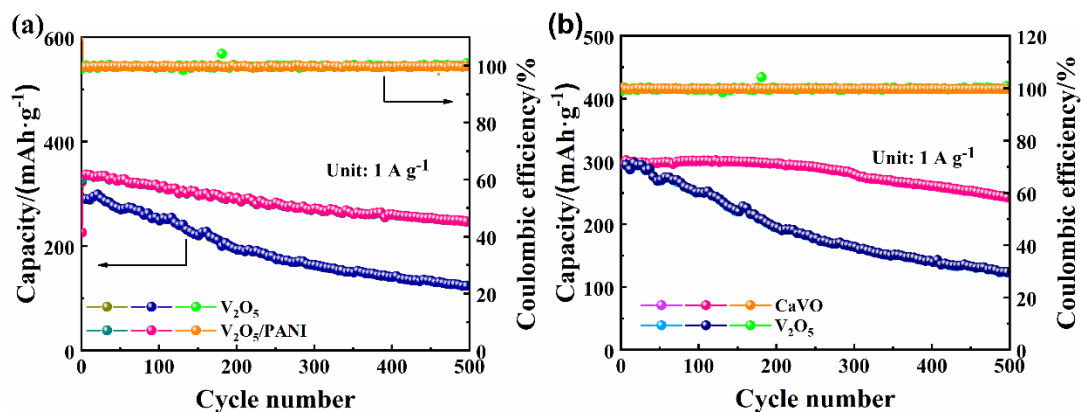 (a)
600
400
200
0
Capacity/(mAh·g⁻¹)
120
100
80
60
40
20
0
Coulombic efficiency/%
Unit: 1 A g⁻¹
V₂O₅
V₂O₅/PANI
0 100 200 300 400 500
Cycle number
(b)
500
400
300
200
100
0
Capacity/(mAh·g⁻¹)
120
100
80
60
40
20
0
Coulombic efficiency/%
Unit: 1 A g⁻¹
CaVO
V₂O₅
0 100 200 300 400 500
Cycle number